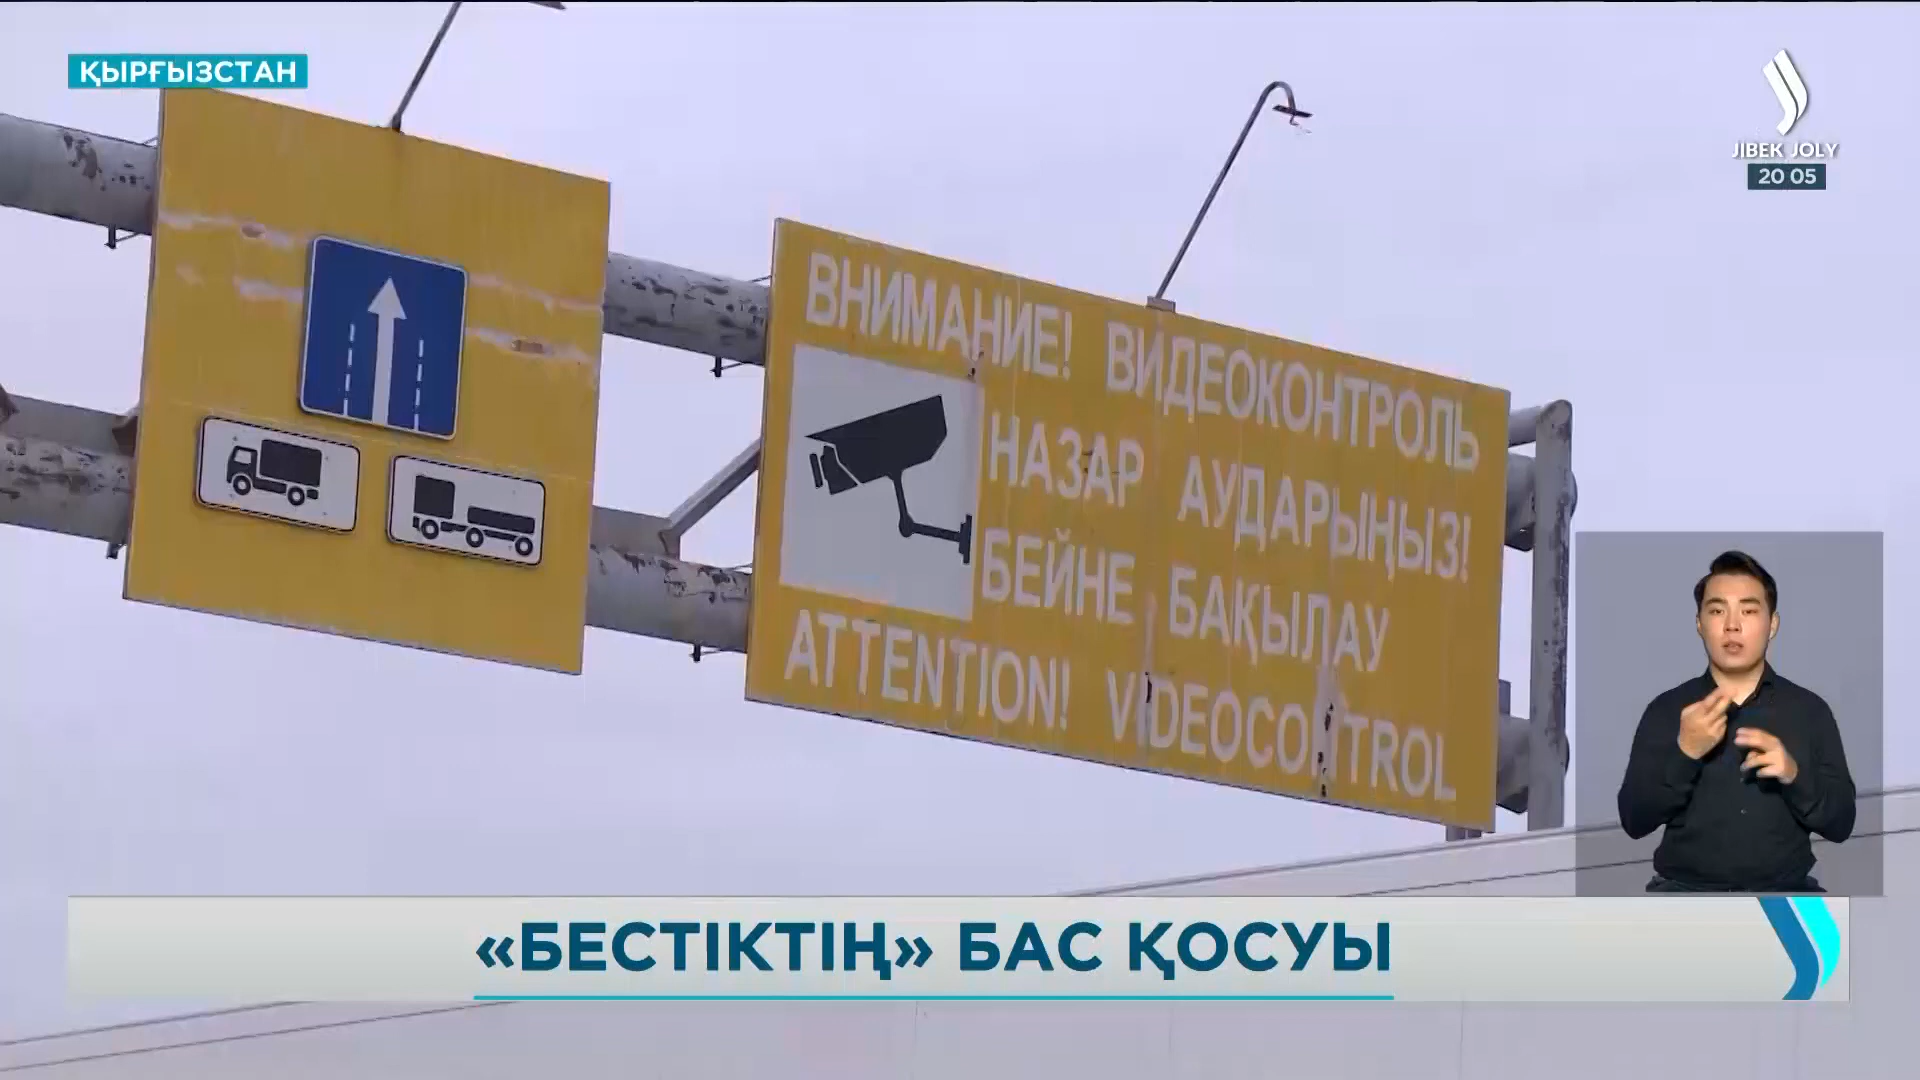 ҚЫРҒЫЗСТАН
JIBEK JOLY
20 05
ВНИМАНИЕ! ВИДЕОКОНТРОЛЬ
НАЗАР АУДАРЫҢЫЗ!
БЕЙНЕ БАҚЫЛАУ
ATTENTION! VIDEOCONTROL
«БЕСТІКТІҢ» БАС ҚОСУЫ